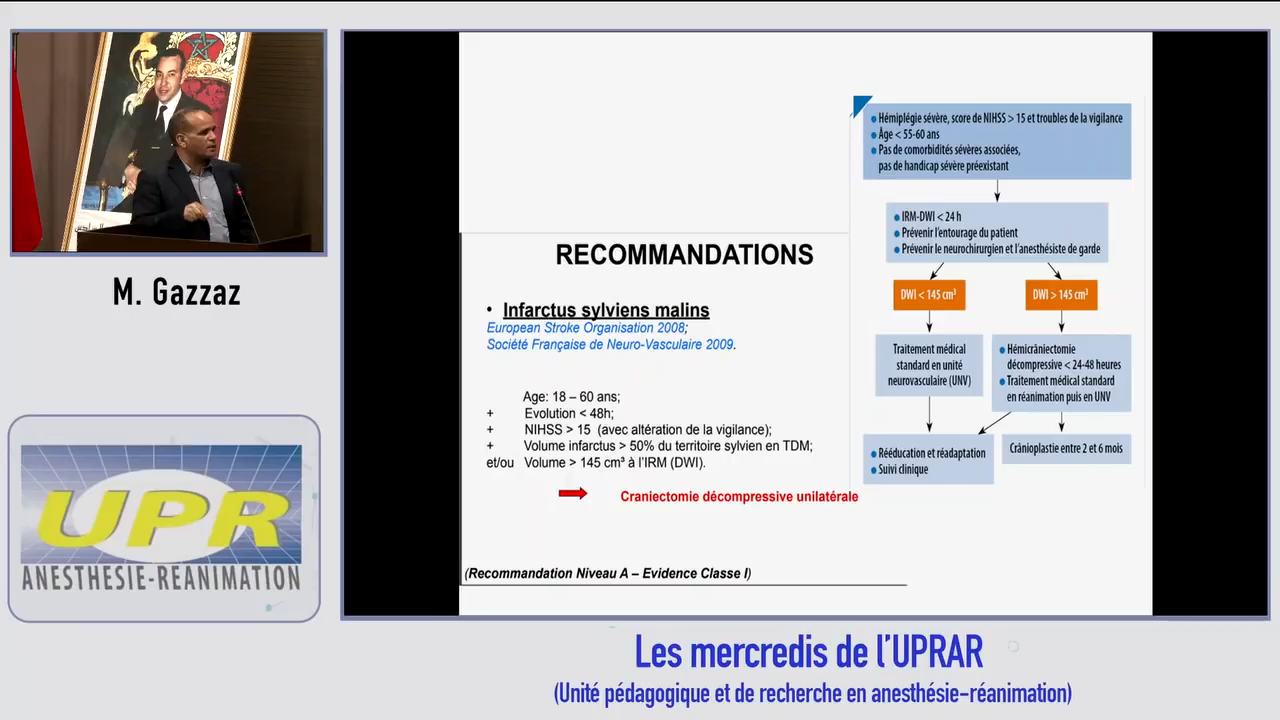 M. Gazzaz
UPR
ANESTHESIE-REANIMATION
RECOMMANDATIONS
• Infarctus sylviens malins
European Stroke Organisation 2008;
Société Française de Neuro-Vasculaire 2009.
Age: 18 – 60 ans;
+ Evolution < 48h;
+ NIHSS > 15 (avec altération de la vigilance);
+ Volume infarctus > 50% du territoire sylvien en TDM;
et/ou Volume > 145 cm³ à l'IRM (DWI).
Craniectomie décompressive unilatérale
(Recommandation Niveau A – Evidence Classe I)
• Hémiplégie sévère, score de NIHSS > 15 et troubles de la vigilance
• Âge < 55-60 ans
• Pas de comorbidités sévères associées,
pas de handicap sévère préexistant
• IRM-DWI < 24 h
• Prévenir l'entourage du patient
• Prévenir le neurochirurgien et l'anesthésiste de garde
DWI < 145 cm³
DWI > 145 cm³
Traitement médical
standard en unité
neurovasculaire (UNV)
• Hémicrâniectomie
décompressive < 24-48 heures
• Traitement médical standard
en réanimation puis en UNV
• Rééducation et réadaptation
• Suivi clinique
Crânioplastie entre 2 et 6 mois
Les mercredis de l'UPRAR
(Unité pédagogique et de recherche en anesthésie-réanimation)